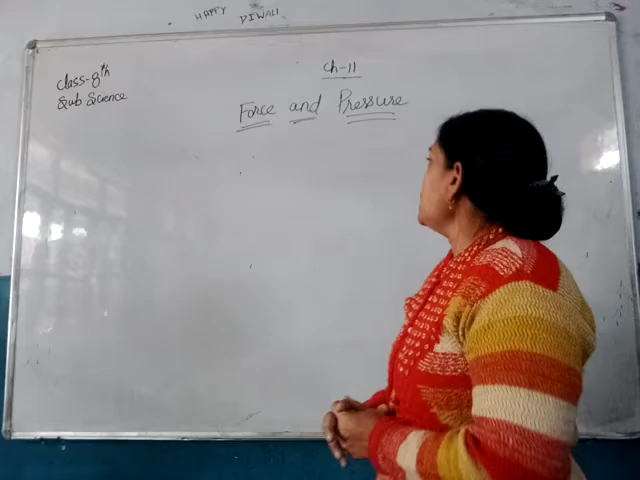 HAPPY DIWALI
Class-8th
Sub Science
Ch-11
Force and Pressure